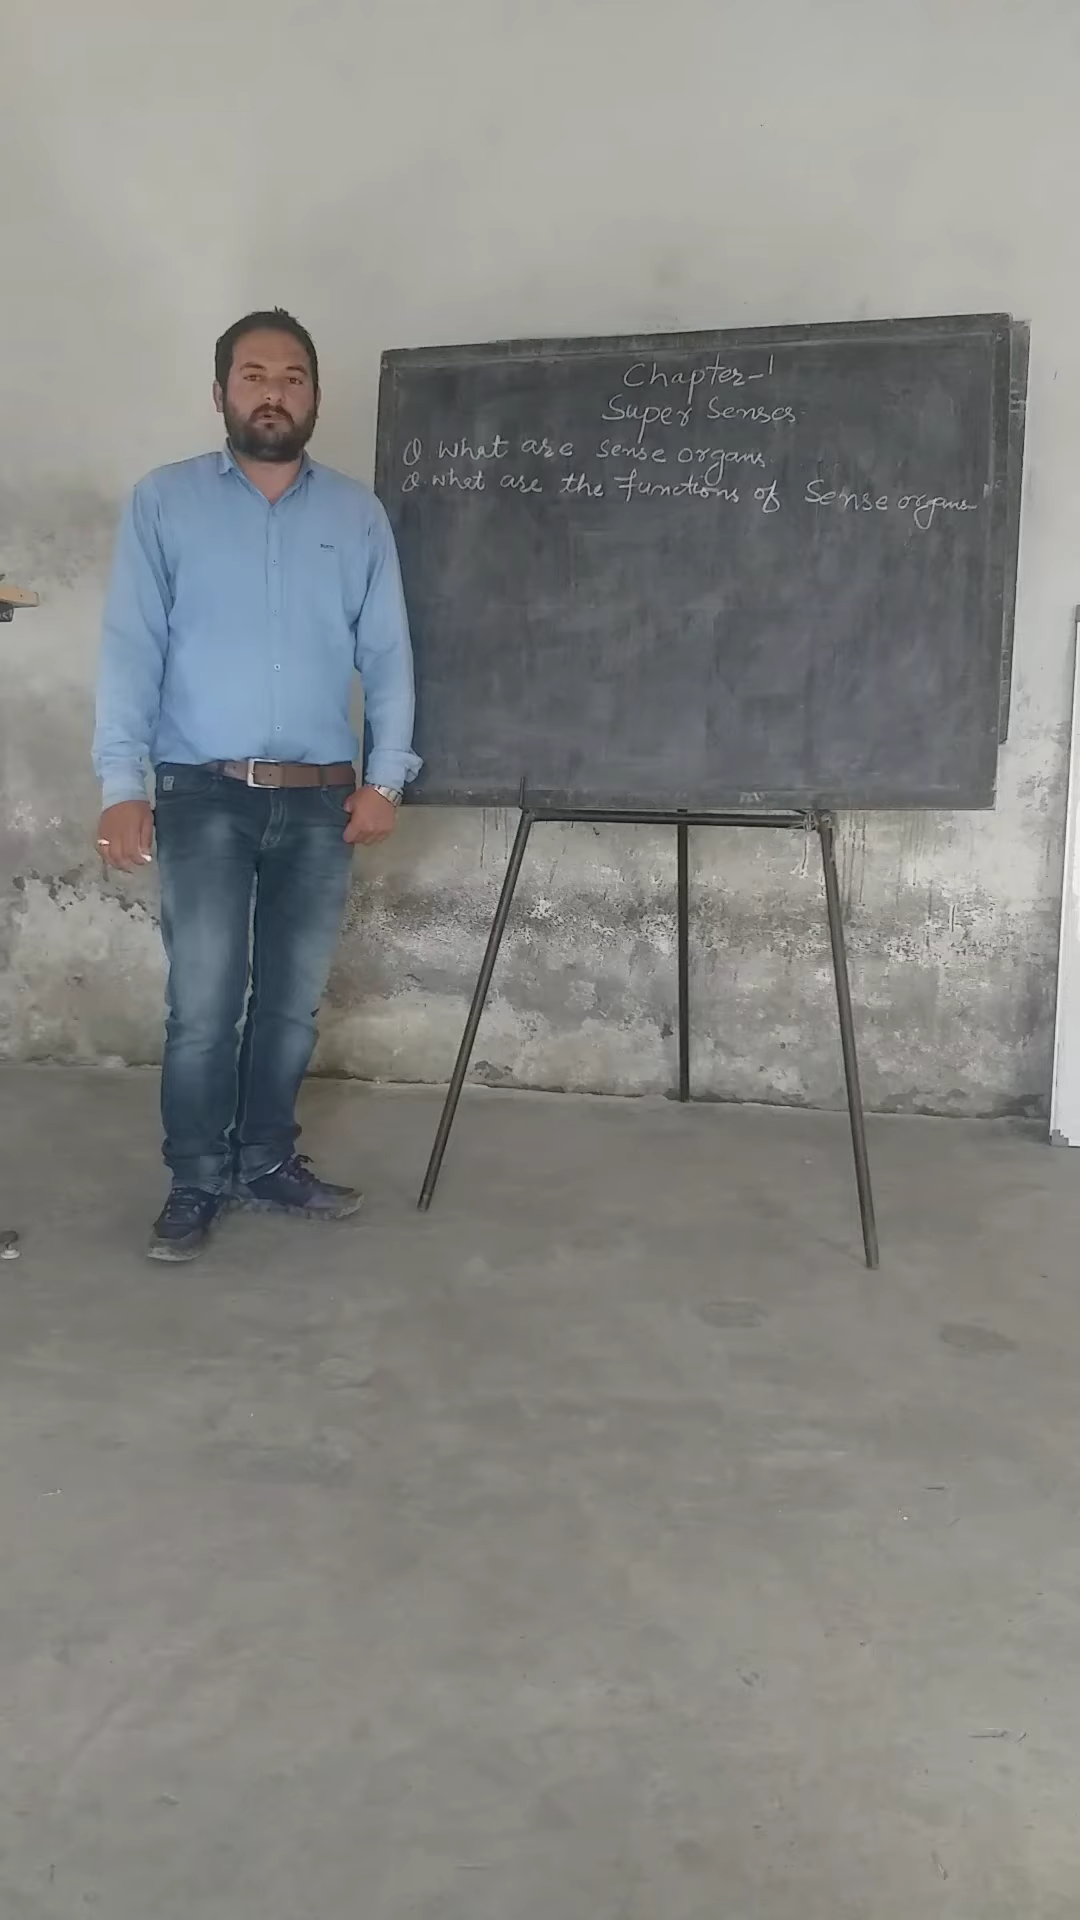 Chapter-1
Super Senses
Q. What are sense organs.
Q. what are the functions of Sense organs